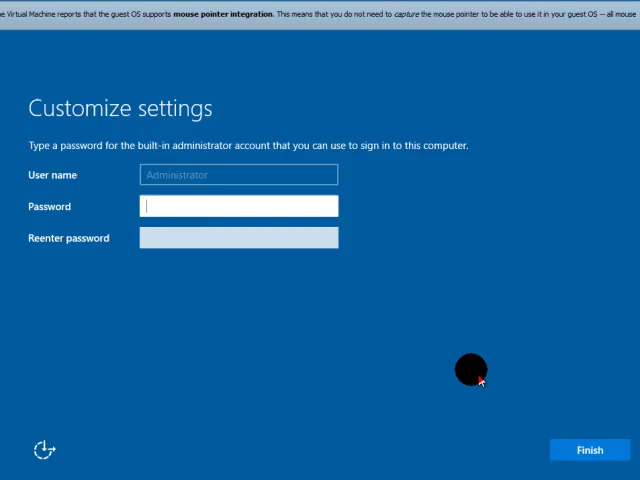 Virtual Machine reports that the guest OS supports mouse pointer integration. This means that you do not need to capture the mouse pointer to be able to use it in your guest OS -- all mouse
Customize settings
Type a password for the built-in administrator account that you can use to sign in to this computer.
User name
Administrator
Password
Reenter password
Finish